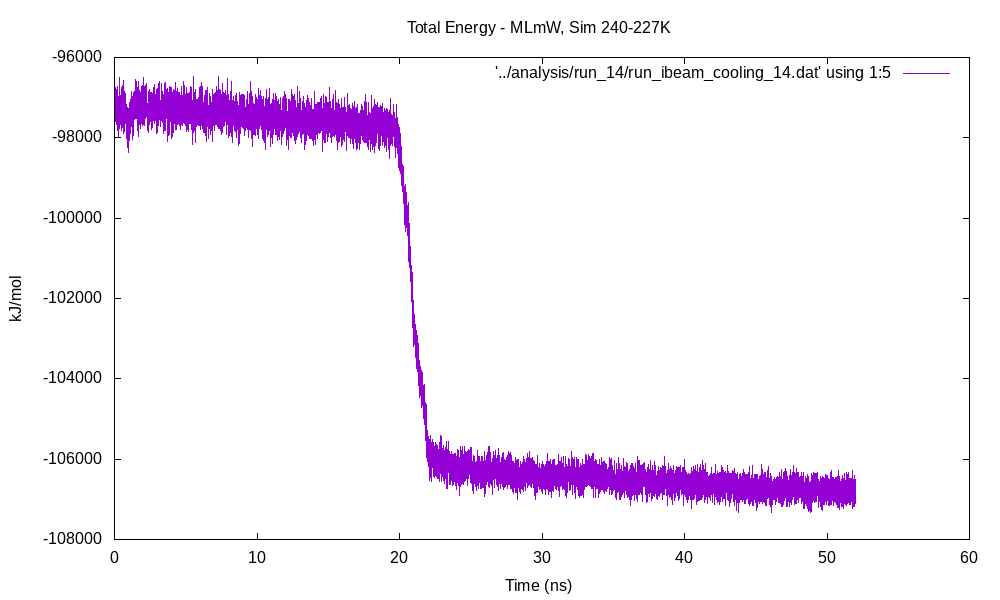 Total Energy - MLmW, Sim 240-227K
'../analysis/run_14/run_ibeam_cooling_14.dat' using 1:5
-96000
-98000
-100000
-102000
-104000
-106000
-108000
kJ/mol
0 10 20 30 40 50 60
Time (ns)